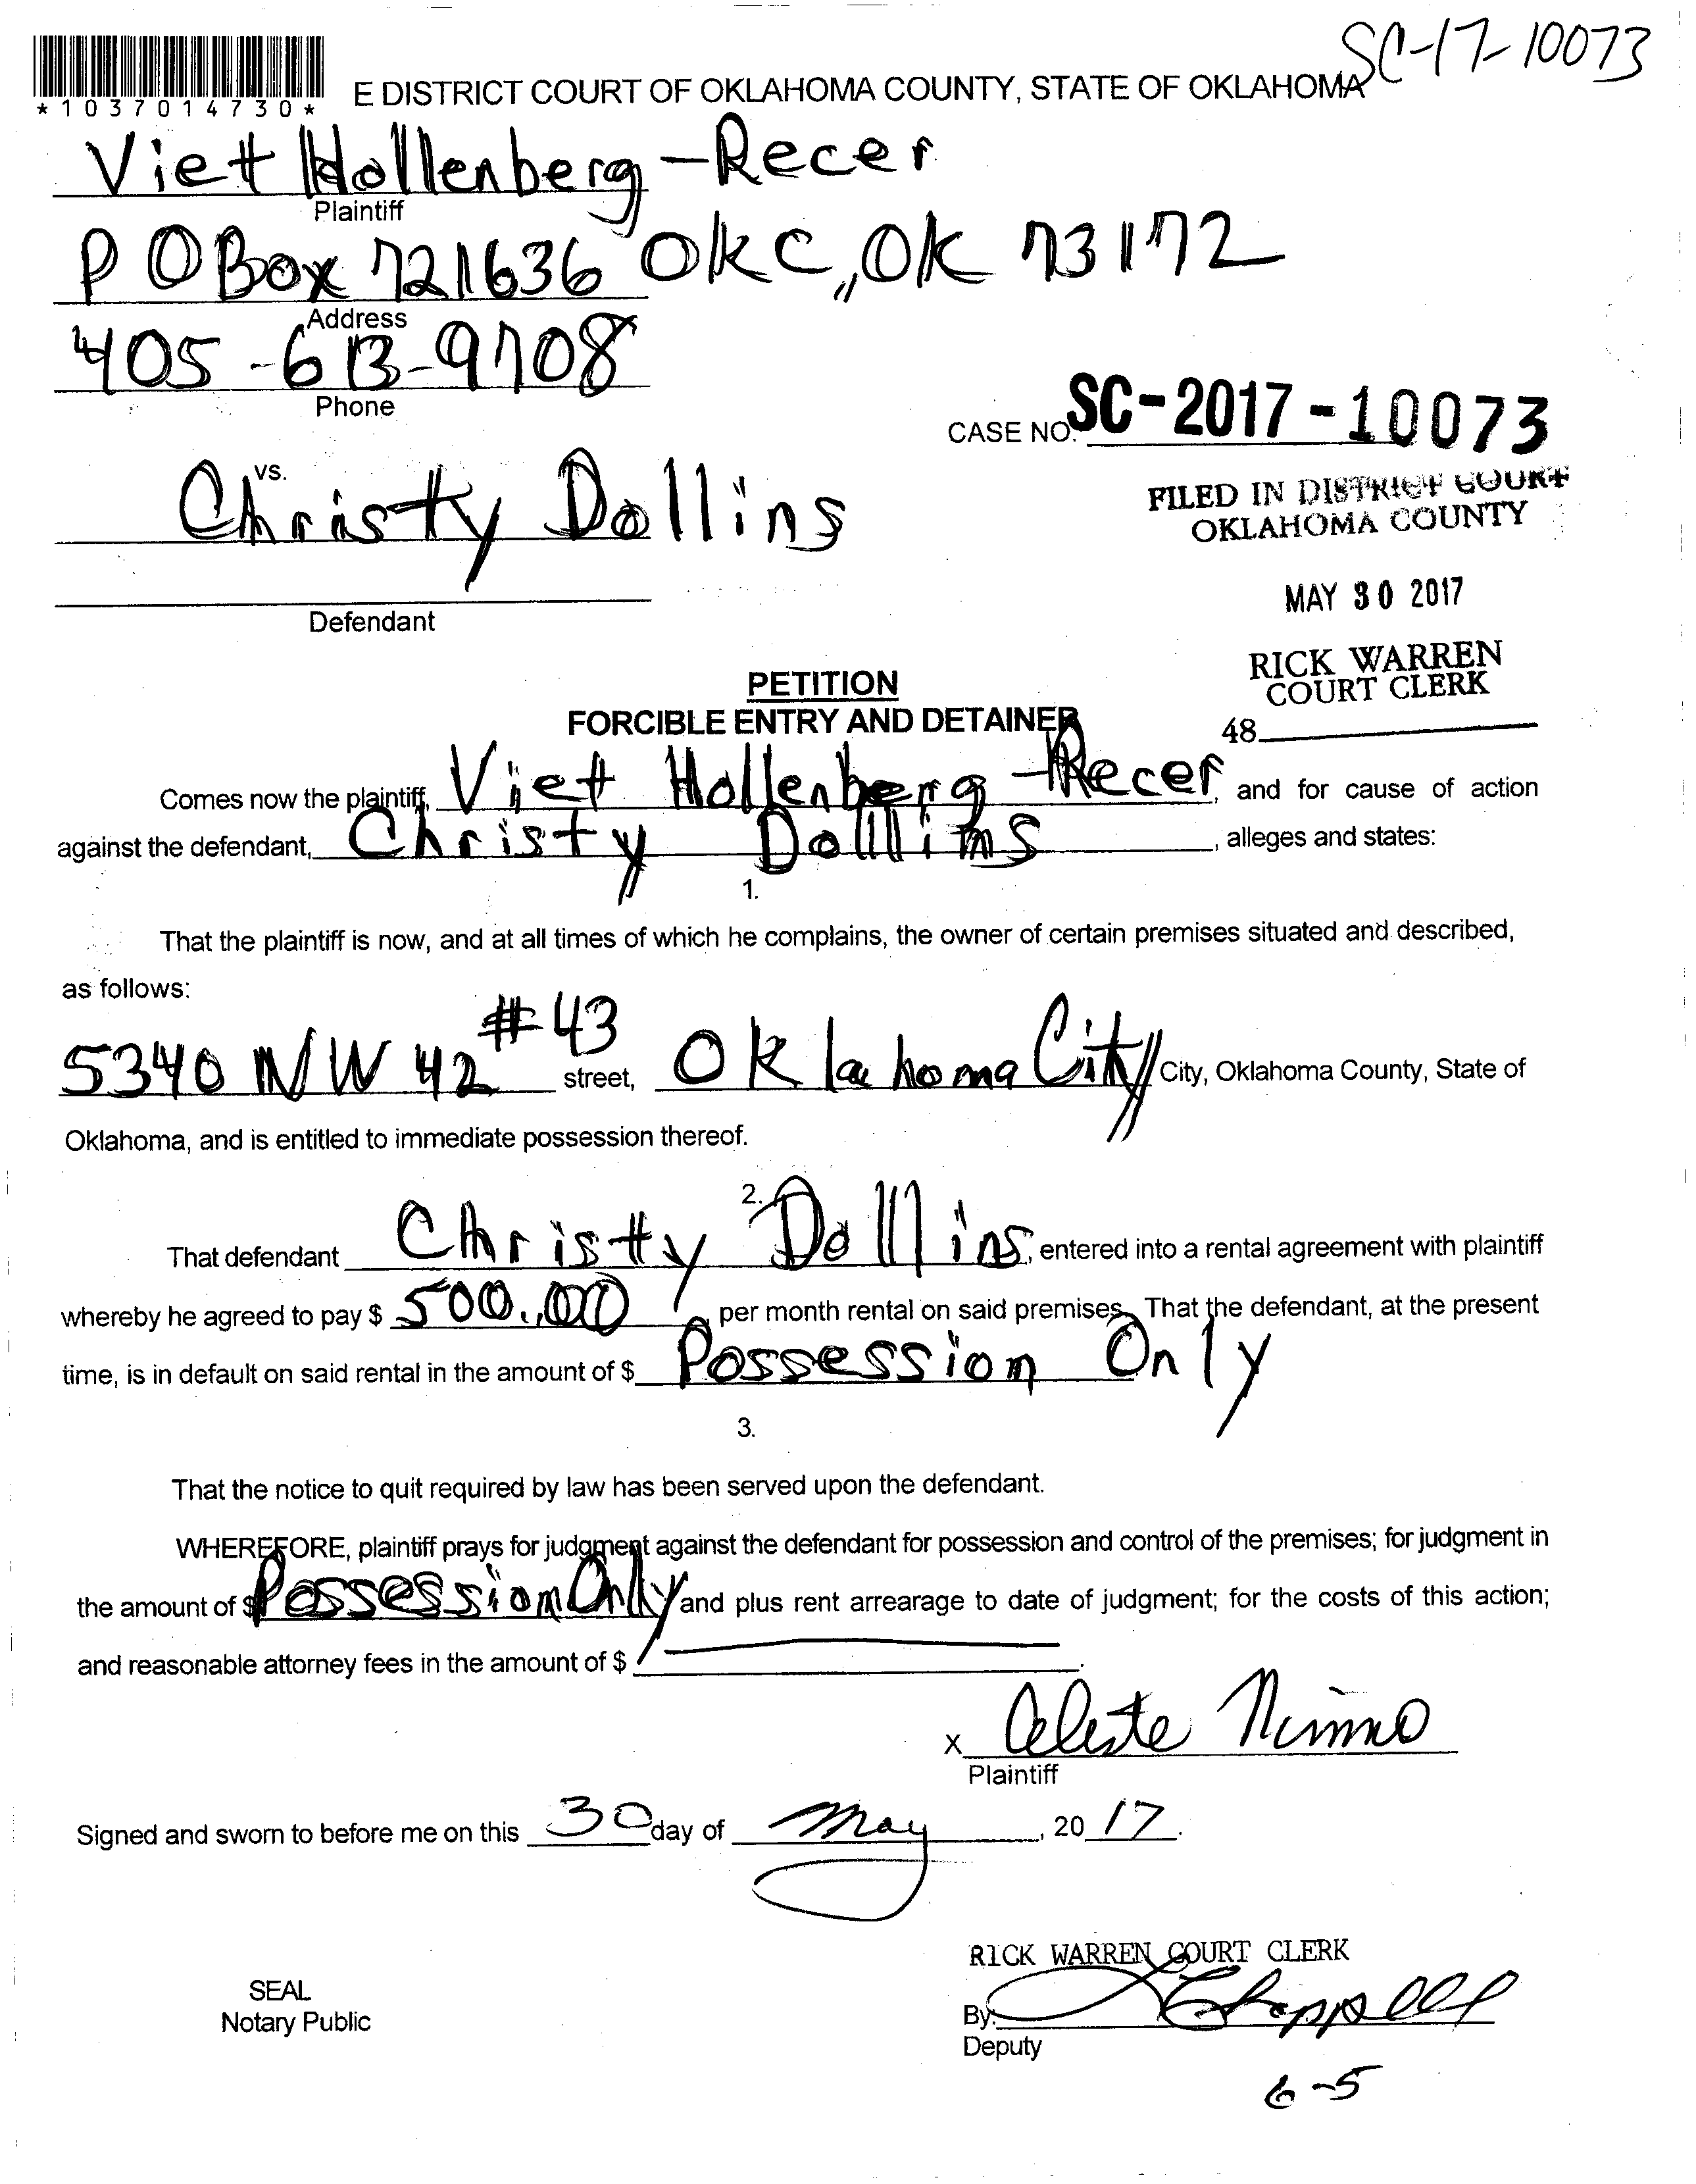 SC-17-10073
*1037014730*
E DISTRICT COURT OF OKLAHOMA COUNTY, STATE OF OKLAHOMA
Viet Hollenberg-Recer
Plaintiff
P O Box 721636 OKC, OK 73172
Address
405-613-9708
Phone
CASE NO. SC-2017-10073
vs.
Christy Dollins
FILED IN DISTRICT COURT
OKLAHOMA COUNTY
MAY 30 2017
Defendant
RICK WARREN
COURT CLERK
48
PETITION
FORCIBLE ENTRY AND DETAINER
Comes now the plaintiff, Viet Hollenberg-Recer, and for cause of action
against the defendant, Christy Dollins, alleges and states:
1.
That the plaintiff is now, and at all times of which he complains, the owner of certain premises situated and described,
as follows:
5340 NW 42 #43 street, Oklahoma City City, Oklahoma County, State of
Oklahoma, and is entitled to immediate possession thereof.
2.
That defendant Christy Dollins, entered into a rental agreement with plaintiff
whereby he agreed to pay $ 500.00, per month rental on said premises. That the defendant, at the present
time, is in default on said rental in the amount of $ Possession Only
3.
That the notice to quit required by law has been served upon the defendant.
WHEREFORE, plaintiff prays for judgment against the defendant for possession and control of the premises; for judgment in
the amount of $ Possession Only and plus rent arrearage to date of judgment; for the costs of this action;
and reasonable attorney fees in the amount of $
x Celeste Nimmo
Plaintiff
Signed and sworn to before me on this 30 day of May, 2017.
RICK WARREN COURT CLERK
SEAL
Notary Public
By: Chappell
Deputy
6-5